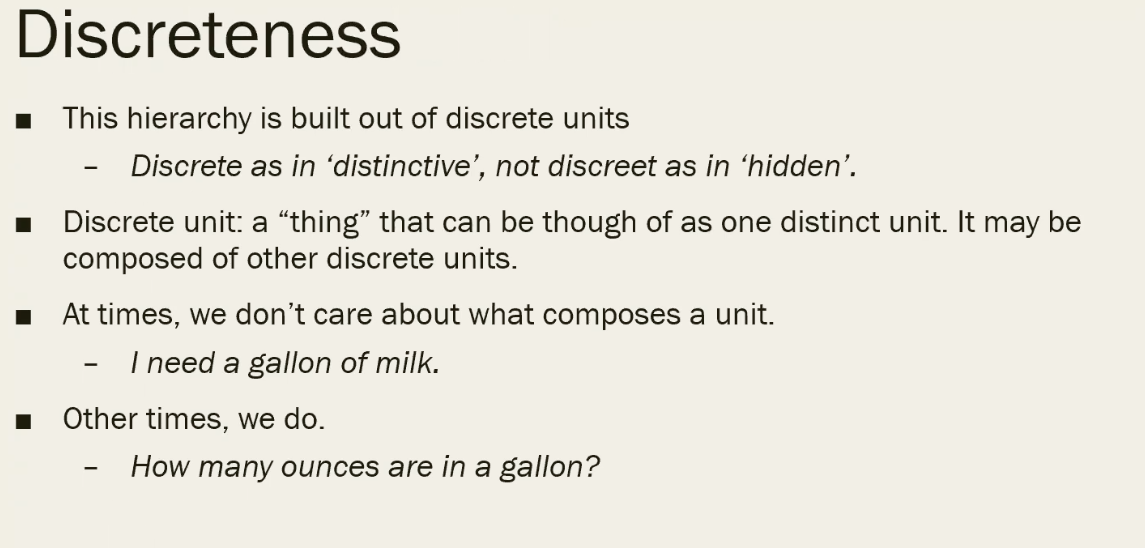 Discreteness
■ This hierarchy is built out of discrete units
– Discrete as in ‘distinctive’, not discreet as in ‘hidden’.
■ Discrete unit: a “thing” that can be though of as one distinct unit. It may be
composed of other discrete units.
■ At times, we don’t care about what composes a unit.
– I need a gallon of milk.
■ Other times, we do.
– How many ounces are in a gallon?